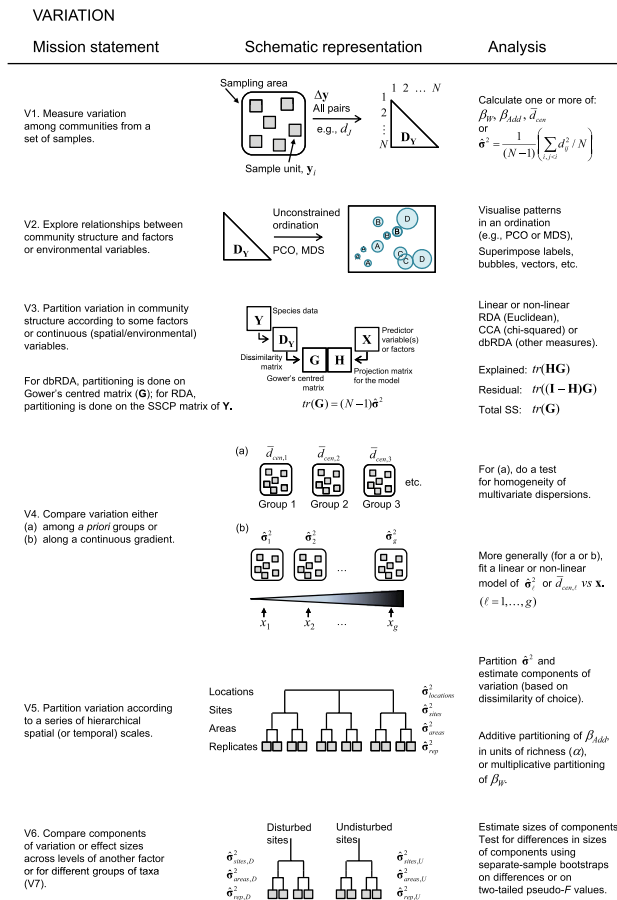 VARIATION
Mission statement
Schematic representation
Analysis
V1. Measure variation
among communities from a
set of samples.
Sampling area
Sample unit, yᵢ
Δy
All pairs
e.g., d_J
1 2 … N
1
2
⋮
N
D_Y
Calculate one or more of:
β_W, β_Add, d̅_cen
or
σ̂² = 1/(N−1) (∑_{i,j<i} d²_ij / N)
V2. Explore relationships between
community structure and factors
or environmental variables.
D_Y
Unconstrained
ordination
PCO, MDS
B
D
B
A
C
C
D
A
Visualise patterns
in an ordination
(e.g., PCO or MDS),
Superimpose labels,
bubbles, vectors, etc.
V3. Partition variation in community
structure according to some factors
or continuous (spatial/environmental)
variables.
For dbRDA, partitioning is done on
Gower's centred matrix (G); for RDA,
partitioning is done on the SSCP matrix of Y.
Y
Species data
D_Y
X
Predictor
variable(s)
or factors
Dissimilarity
matrix
G H
Gower's centred
matrix
Projection matrix
for the model
tr(G) = (N−1)σ̂²
Linear or non-linear
RDA (Euclidean),
CCA (chi-squared) or
dbRDA (other measures).
Explained: tr(HG)
Residual: tr((I − H)G)
Total SS: tr(G)
V4. Compare variation either
(a) among a priori groups or
(b) along a continuous gradient.
(a)
d̅_cen,1 d̅_cen,2 d̅_cen,3
etc.
Group 1 Group 2 Group 3
(b)
σ̂²_1 σ̂²_2 σ̂²_g
…
x_1 x_2 … x_g
For (a), do a test
for homogeneity of
multivariate dispersions.
More generally (for a or b),
fit a linear or non-linear
model of σ̂²_ℓ or d̅_cen,ℓ vs x.
(ℓ = 1,…, g)
V5. Partition variation according
to a series of hierarchical
spatial (or temporal) scales.
Locations σ̂²_locations
Sites σ̂²_sites
Areas σ̂²_areas
Replicates σ̂²_rep
Partition σ̂² and
estimate components of
variation (based on
dissimilarity of choice).
Additive partitioning of β_Add,
in units of richness (α),
or multiplicative partitioning
of β_W.
V6. Compare components
of variation or effect sizes
across levels of another factor
or for different groups of taxa
(V7).
Disturbed
sites
Undisturbed
sites
σ̂²_sites,D
σ̂²_areas,D
σ̂²_rep,D
σ̂²_sites,U
σ̂²_areas,U
σ̂²_rep,U
Estimate sizes of components.
Test for differences in sizes
of components using
separate-sample bootstraps
on differences or on
two-tailed pseudo-F values.